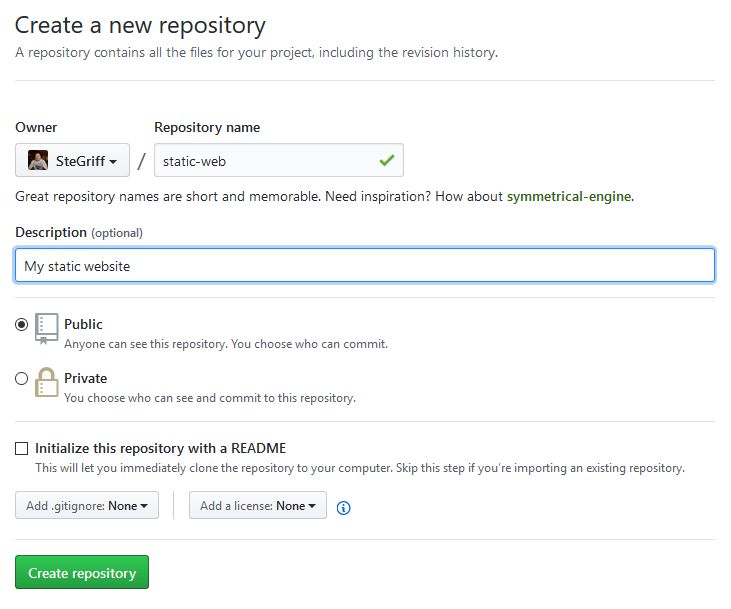 Create a new repository
A repository contains all the files for your project, including the revision history.
Owner
Repository name
SteGriff
/
static-web
Great repository names are short and memorable. Need inspiration? How about symmetrical-engine.
Description (optional)
My static website
Public
Anyone can see this repository. You choose who can commit.
Private
You choose who can see and commit to this repository.
Initialize this repository with a README
This will let you immediately clone the repository to your computer. Skip this step if you’re importing an existing repository.
Add .gitignore: None
Add a license: None
Create repository